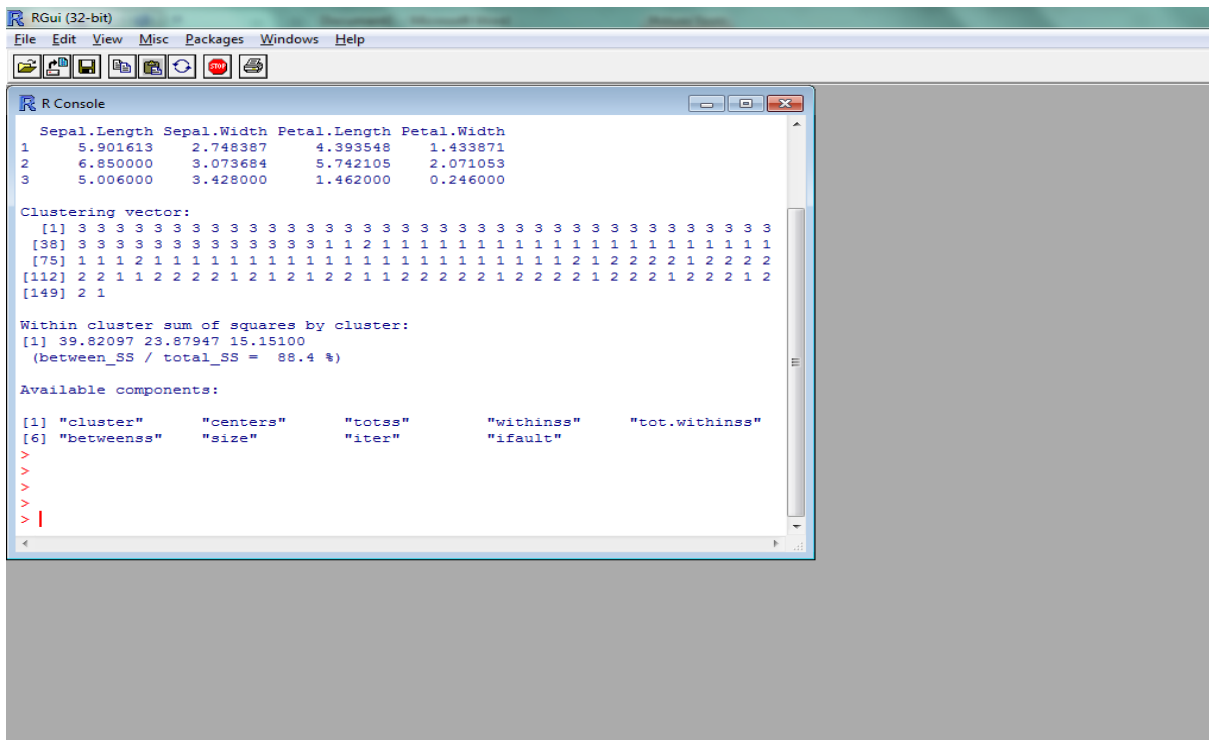 RGui (32-bit)
File Edit View Misc Packages Windows Help
STOP
R Console
Sepal.Length Sepal.Width Petal.Length Petal.Width
1 5.901613 2.748387 4.393548 1.433871
2 6.850000 3.073684 5.742105 2.071053
3 5.006000 3.428000 1.462000 0.246000
Clustering vector:
[1] 3 3 3 3 3 3 3 3 3 3 3 3 3 3 3 3 3 3 3 3 3 3 3 3 3 3 3 3 3 3 3 3 3 3 3 3 3
[38] 3 3 3 3 3 3 3 3 3 3 3 3 3 1 1 2 1 1 1 1 1 1 1 1 1 1 1 1 1 1 1 1 1 1 1 1 1
[75] 1 1 1 2 1 1 1 1 1 1 1 1 1 1 1 1 1 1 1 1 1 1 1 1 1 1 2 1 2 2 2 2 1 2 2 2 2
[112] 2 2 1 1 2 2 2 2 1 2 1 2 1 2 2 1 1 2 2 2 2 2 1 2 2 2 2 1 2 2 2 1 2 2 2 1 2
[149] 2 1
Within cluster sum of squares by cluster:
[1] 39.82097 23.87947 15.15100
(between_SS / total_SS = 88.4 %)
Available components:
[1] "cluster" "centers" "totss" "withinss" "tot.withinss"
[6] "betweenss" "size" "iter" "ifault"
>
>
>
>
>